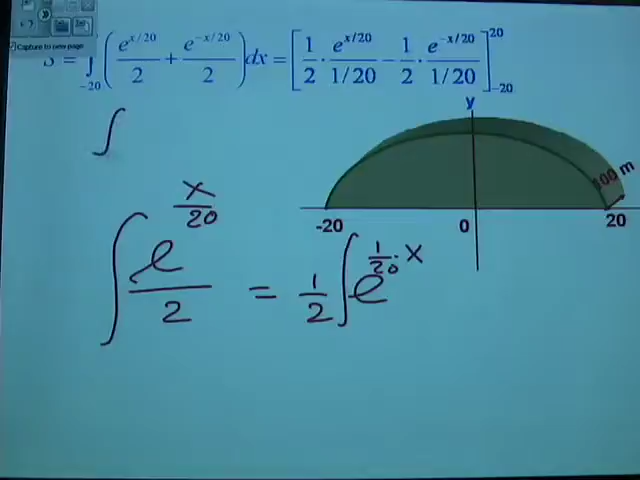 Capture to new page
S = ∫_{-20}^{20} ( e^{x/20}/2 + e^{-x/20}/2 ) dx = [ 1/2 · e^{x/20}/(1/20) − 1/2 · e^{-x/20}/(1/20) ]_{-20}^{20}
∫
y
100 m
-20
0
20
∫ e^{x/20}/2 = 1/2 ∫ e^{1/20·x}